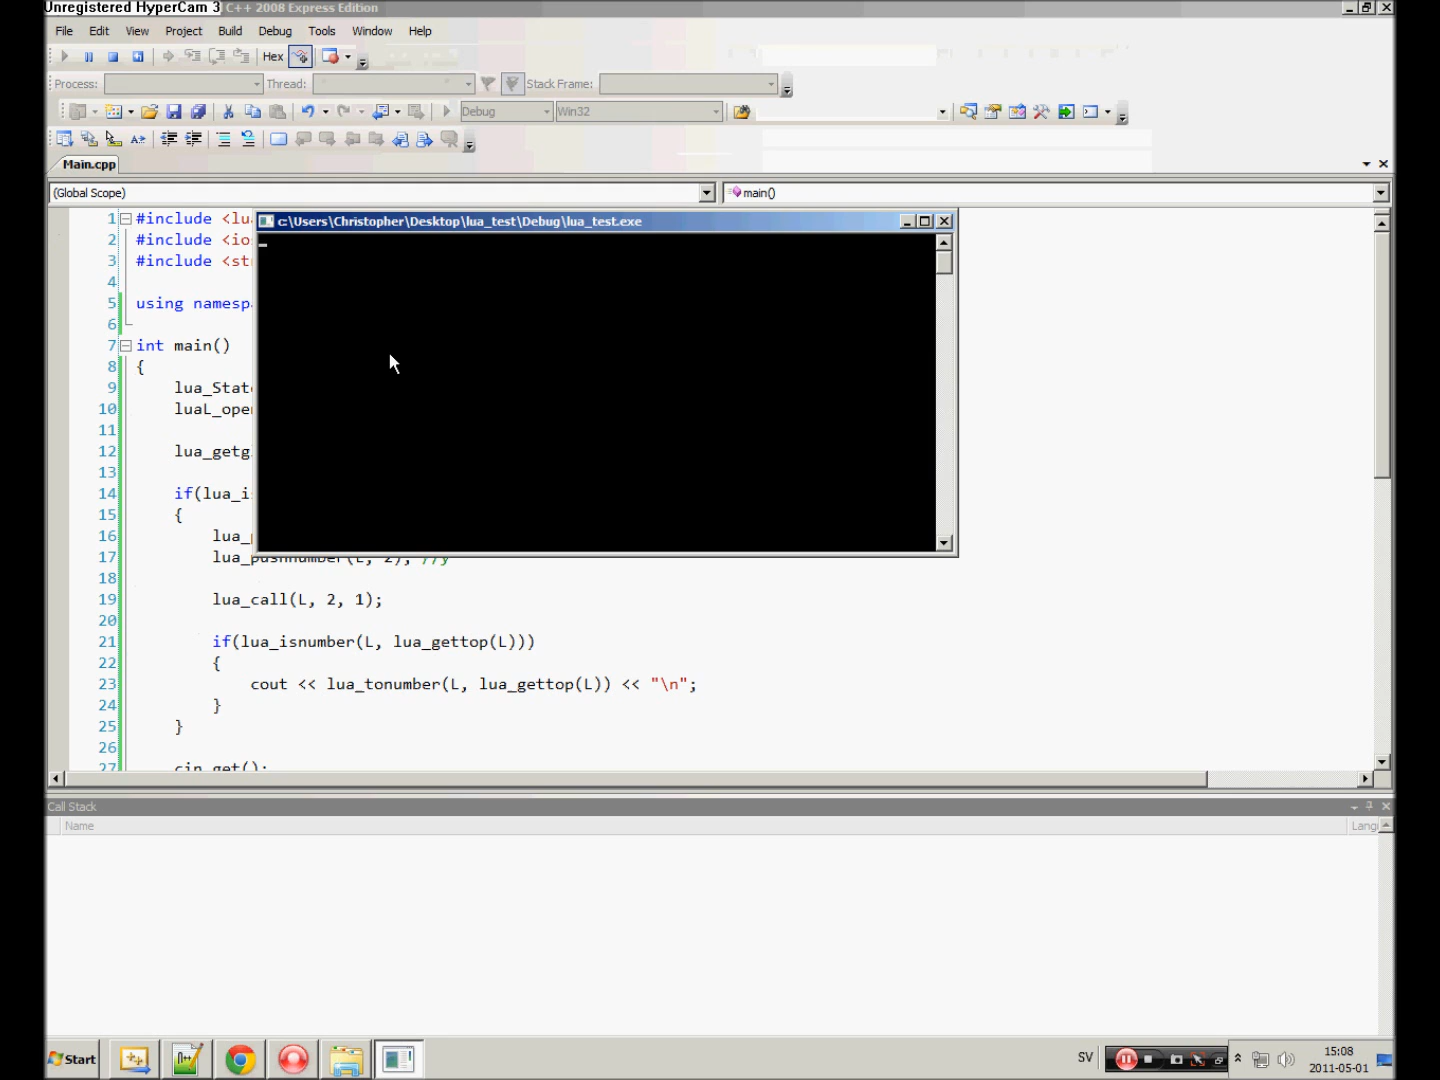 Unregistered HyperCam 3 C++ 2008 Express Edition
File Edit View Project Build Debug Tools Window Help
Hex
Process: Thread: Stack Frame:
Debug Win32
Main.cpp
(Global Scope) main()
1 #include <lu
2 #include <io
3 #include <st
4
5 using namesp
6
7 int main()
8 {
9 lua_State
10 luaL_ope
11
12 lua_getg
13
14 if(lua_i
15 {
16 lua_
17 lua_pushnumber(L, 2); //y
18
19 lua_call(L, 2, 1);
20
21 if(lua_isnumber(L, lua_gettop(L)))
22 {
23 cout << lua_tonumber(L, lua_gettop(L)) << "\n";
24 }
25 }
26
27 cin.get();
c:\Users\Christopher\Desktop\lua_test\Debug\lua_test.exe
Call Stack
Name Lang
Start SV 15:08
2011-05-01